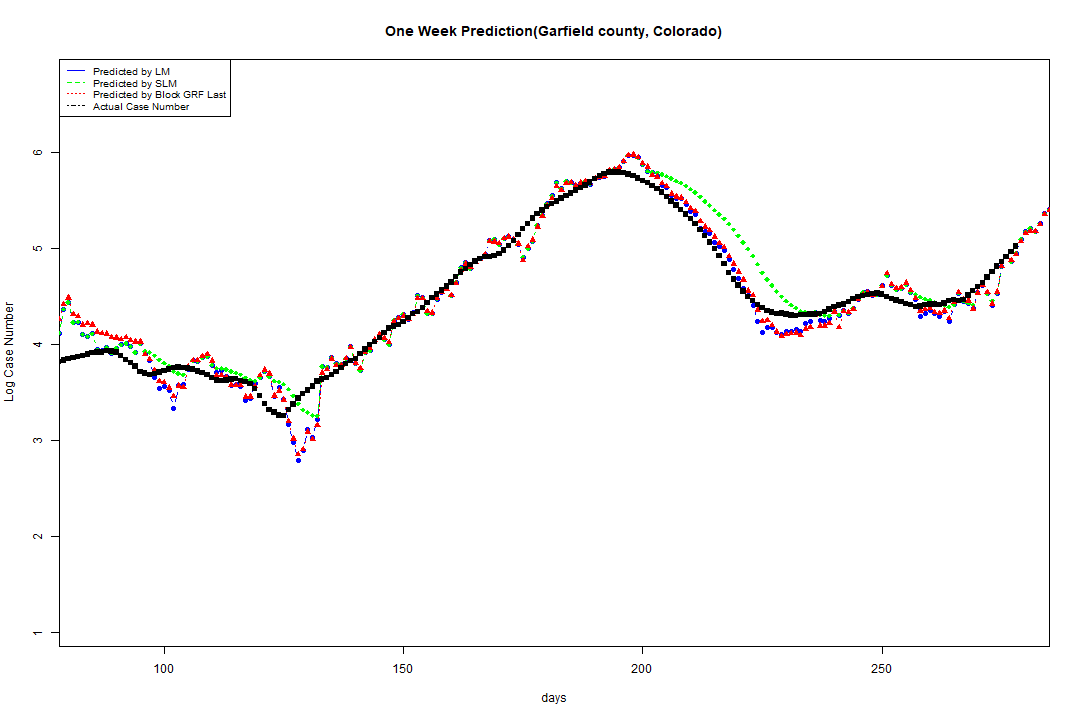 One Week Prediction(Garfield county, Colorado)
Predicted by LM
Predicted by SLM
Predicted by Block GRF Last
Actual Case Number
Log Case Number
6
5
4
3
2
1
100 150 200 250
days